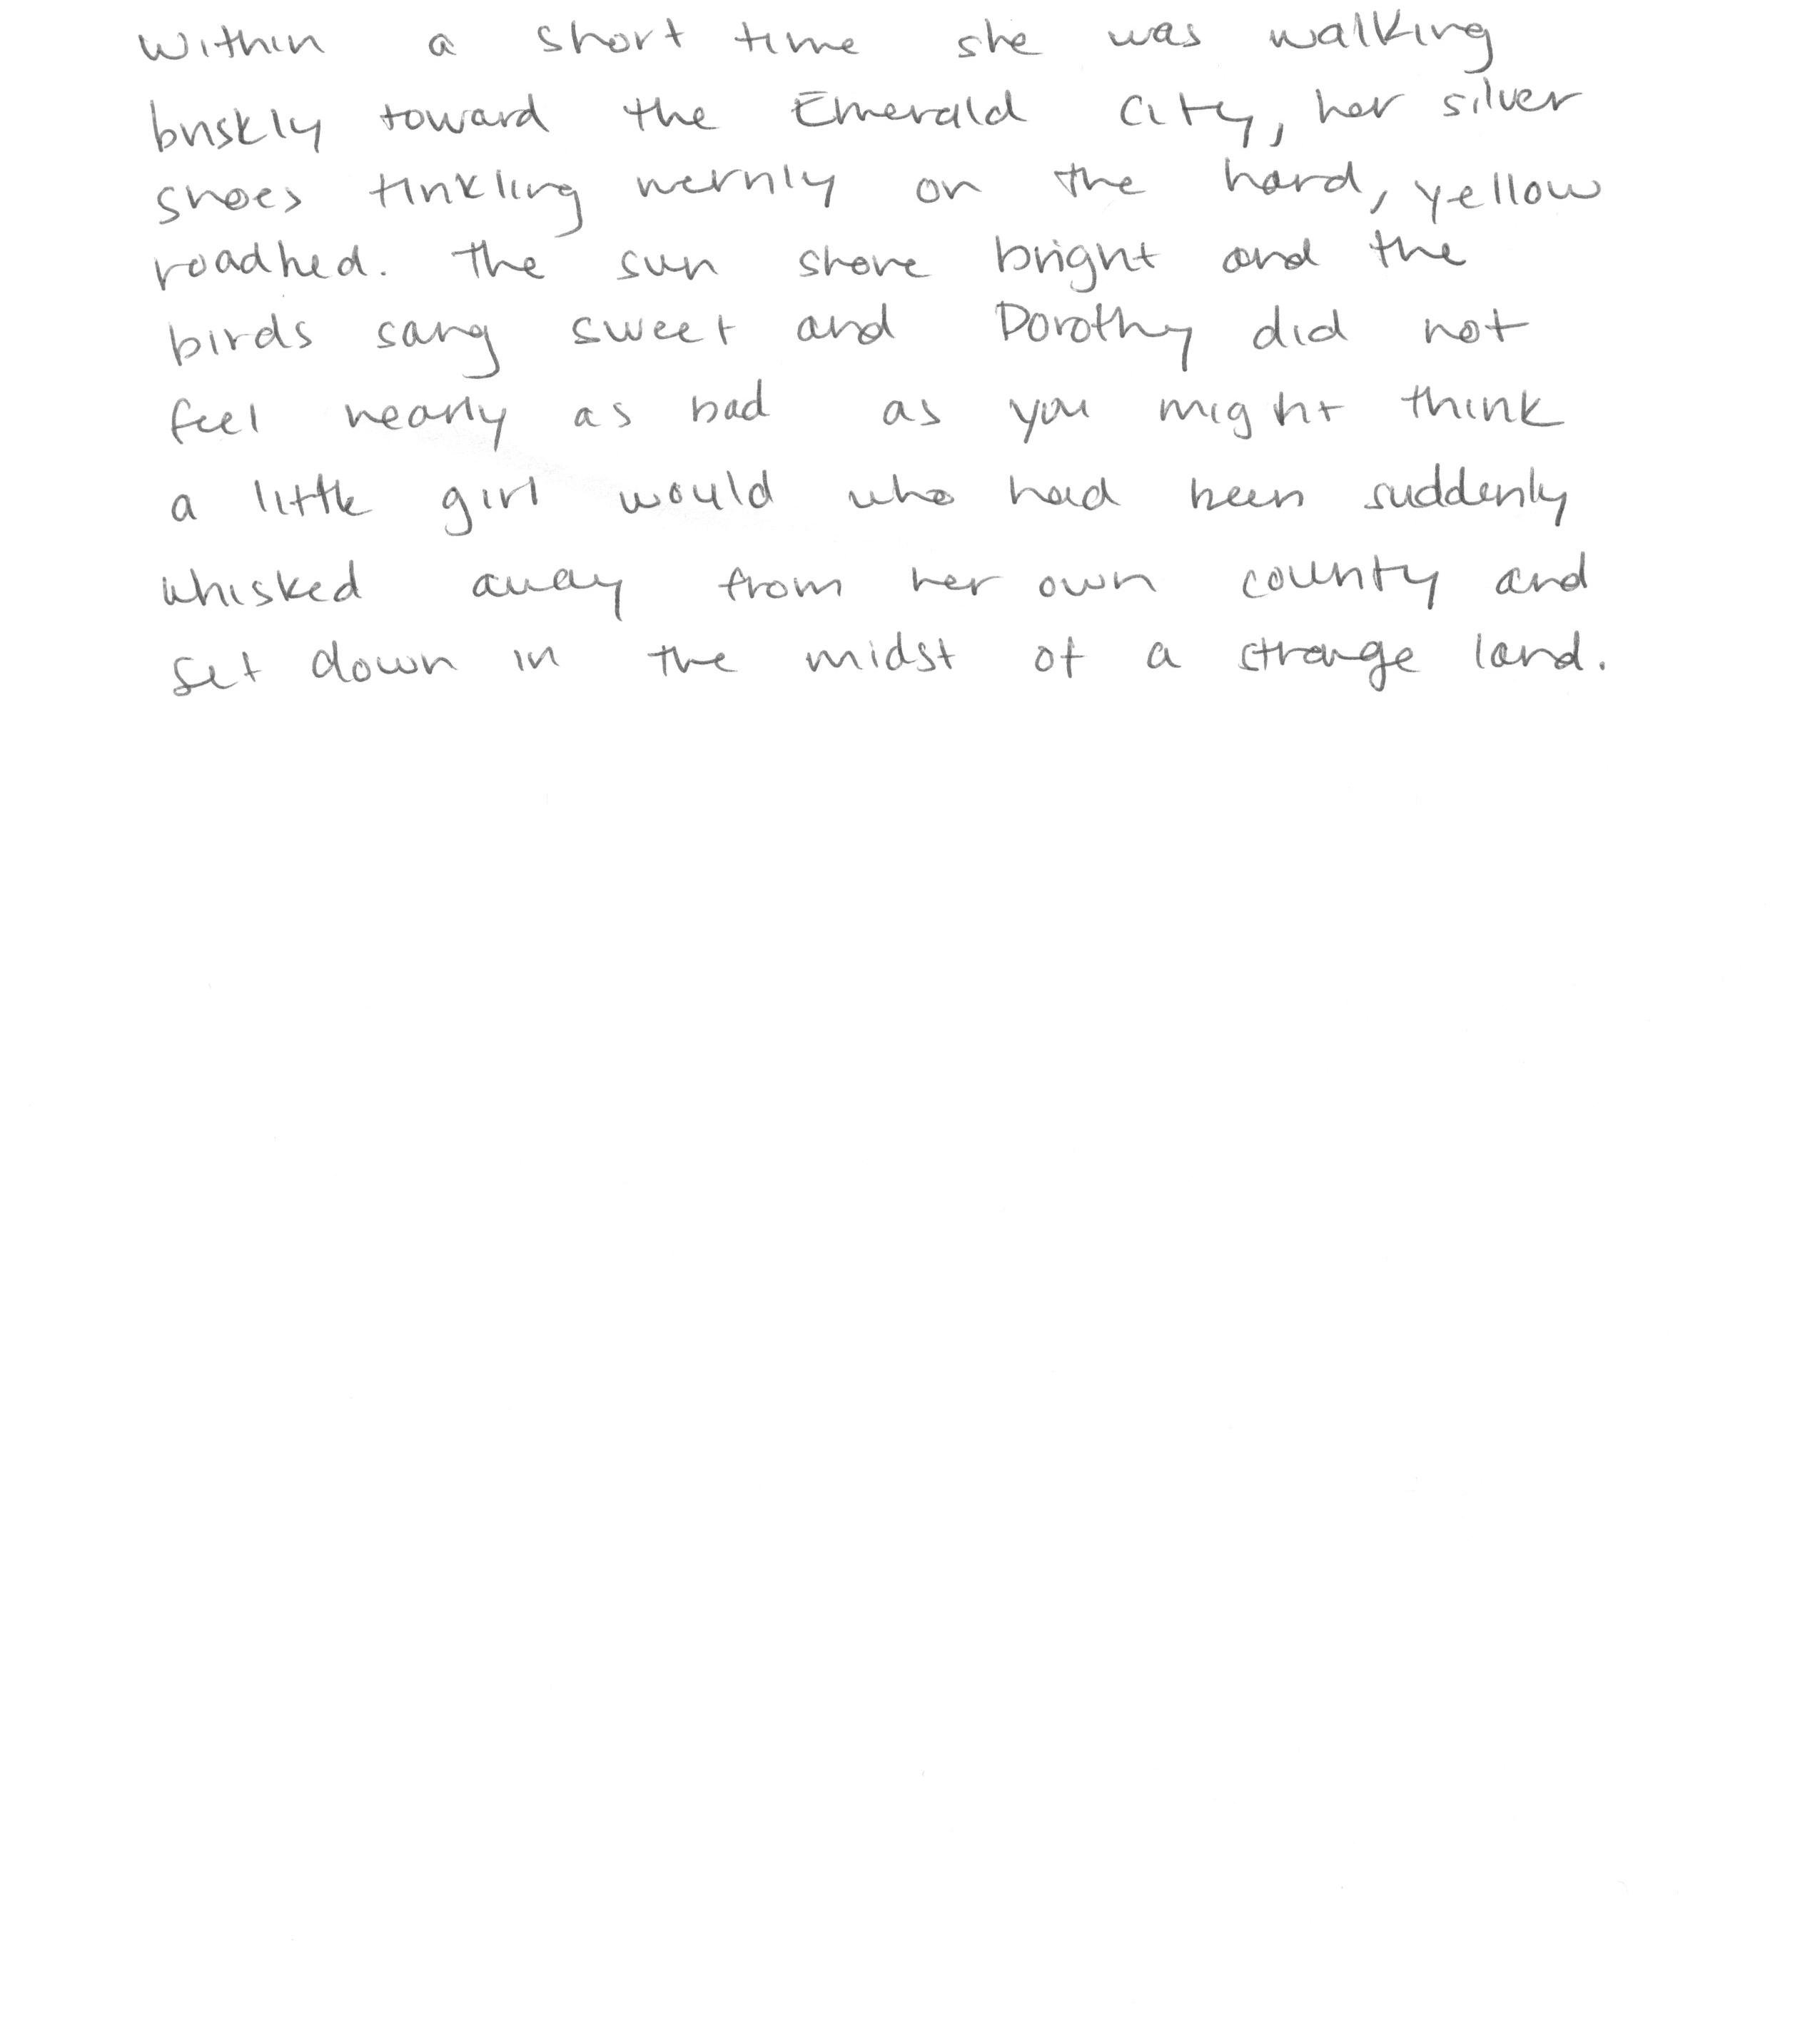 Within a short time she was walking
briskly toward the Emerald City, her silver
shoes tinkling merrily on the hard, yellow
roadbed. The sun shone bright and the
birds sang sweet and Dorothy did not
feel nearly as bad as you might think
a little girl would who had been suddenly
whisked away from her own country and
set down in the midst of a strange land.